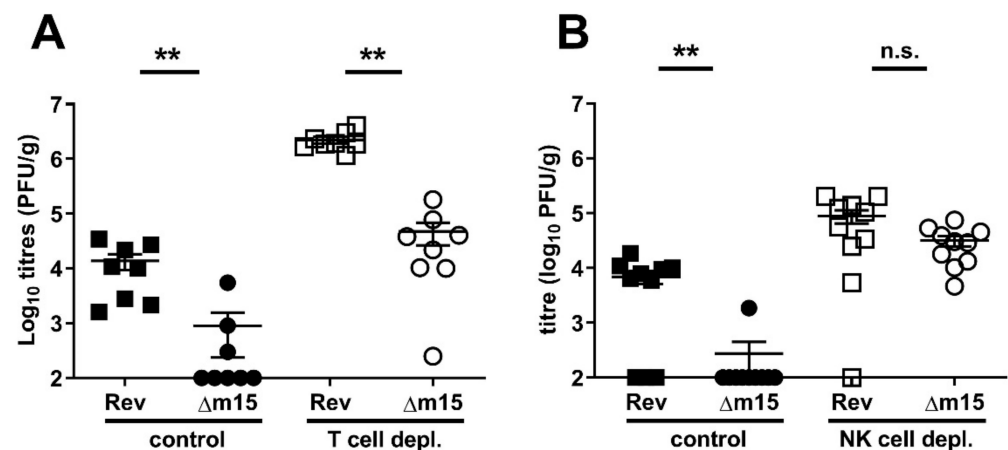 A
** **
Log10 titres (PFU/g)
7
6
5
4
3
2
Rev Δm15 Rev Δm15
control T cell depl.
B
** n.s.
titre (log10 PFU/g)
7
6
5
4
3
2
Rev Δm15 Rev Δm15
control NK cell depl.